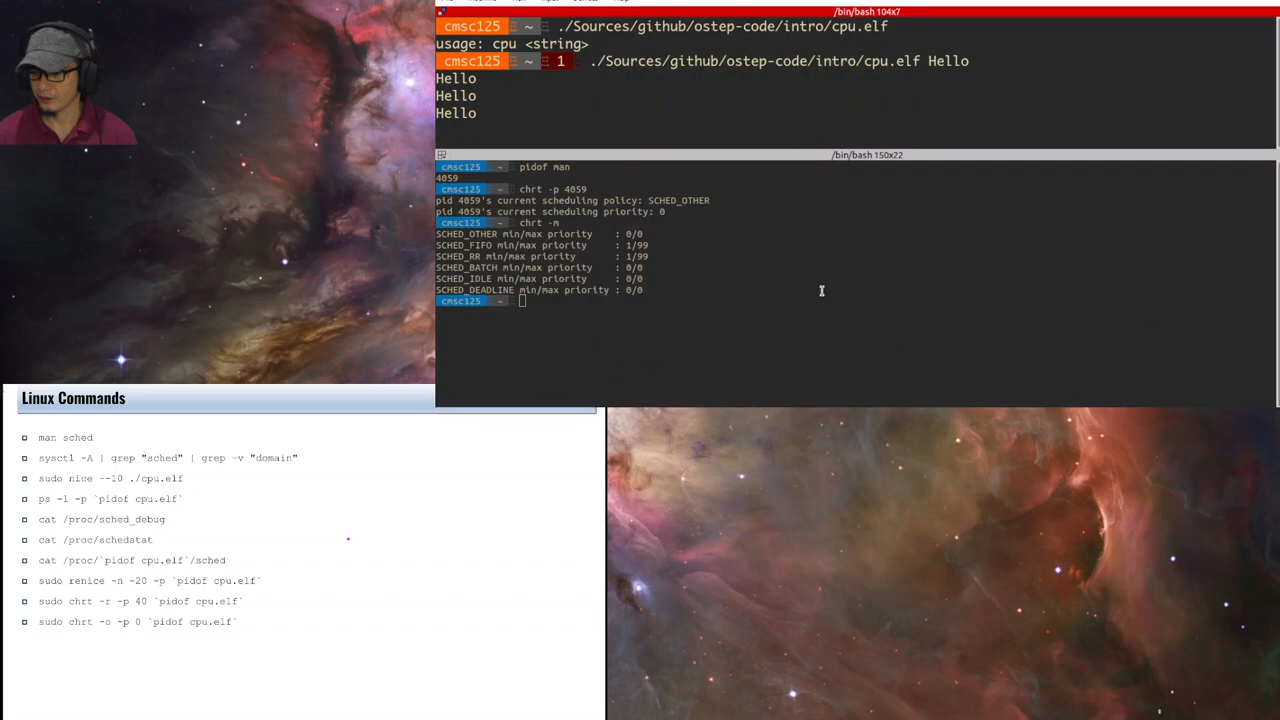 /bin/bash 104x7
cmsc125 ~ ./Sources/github/ostep-code/intro/cpu.elf
usage: cpu <string>
cmsc125 ~ 1 ./Sources/github/ostep-code/intro/cpu.elf Hello
Hello
Hello
Hello
/bin/bash 150x22
cmsc125 ~ pidof man
4059
cmsc125 ~ chrt -p 4059
pid 4059's current scheduling policy: SCHED_OTHER
pid 4059's current scheduling priority: 0
cmsc125 ~ chrt -m
SCHED_OTHER min/max priority : 0/0
SCHED_FIFO min/max priority : 1/99
SCHED_RR min/max priority : 1/99
SCHED_BATCH min/max priority : 0/0
SCHED_IDLE min/max priority : 0/0
SCHED_DEADLINE min/max priority : 0/0
cmsc125 ~
Linux Commands
man sched
sysctl -A | grep "sched" | grep -v "domain"
sudo nice --10 ./cpu.elf
ps -l -p `pidof cpu.elf`
cat /proc/sched_debug
cat /proc/schedstat
cat /proc/`pidof cpu.elf`/sched
sudo renice -n -20 -p `pidof cpu.elf`
sudo chrt -r -p 40 `pidof cpu.elf`
sudo chrt -o -p 0 `pidof cpu.elf`